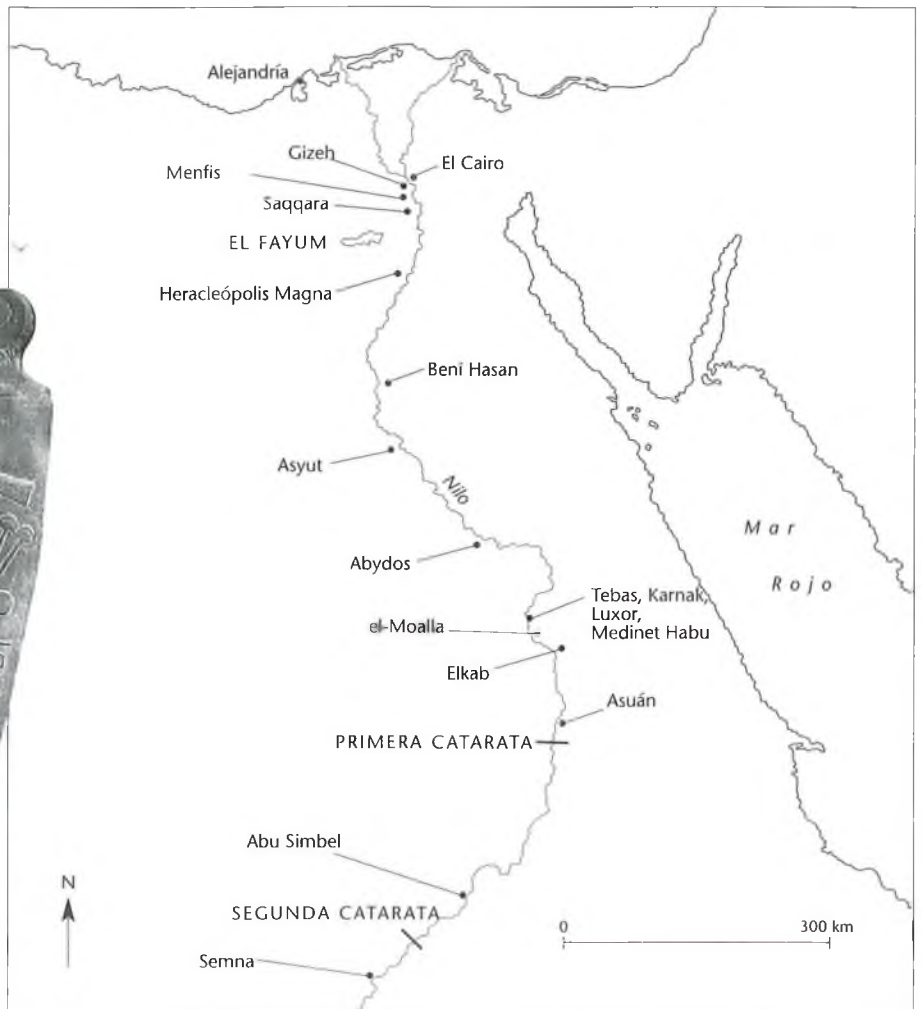 Alejandría
Gizeh
El Cairo
Menfis
Saqqara
EL FAYUM
Heracleópolis Magna
Beni Hasan
Asyut
Nilo
Abydos
Mar
Rojo
Tebas, Karnak,
Luxor,
Medinet Habu
el-Moalla
Elkab
Asuán
PRIMERA CATARATA
Abu Simbel
N
SEGUNDA CATARATA
0 300 km
Semna